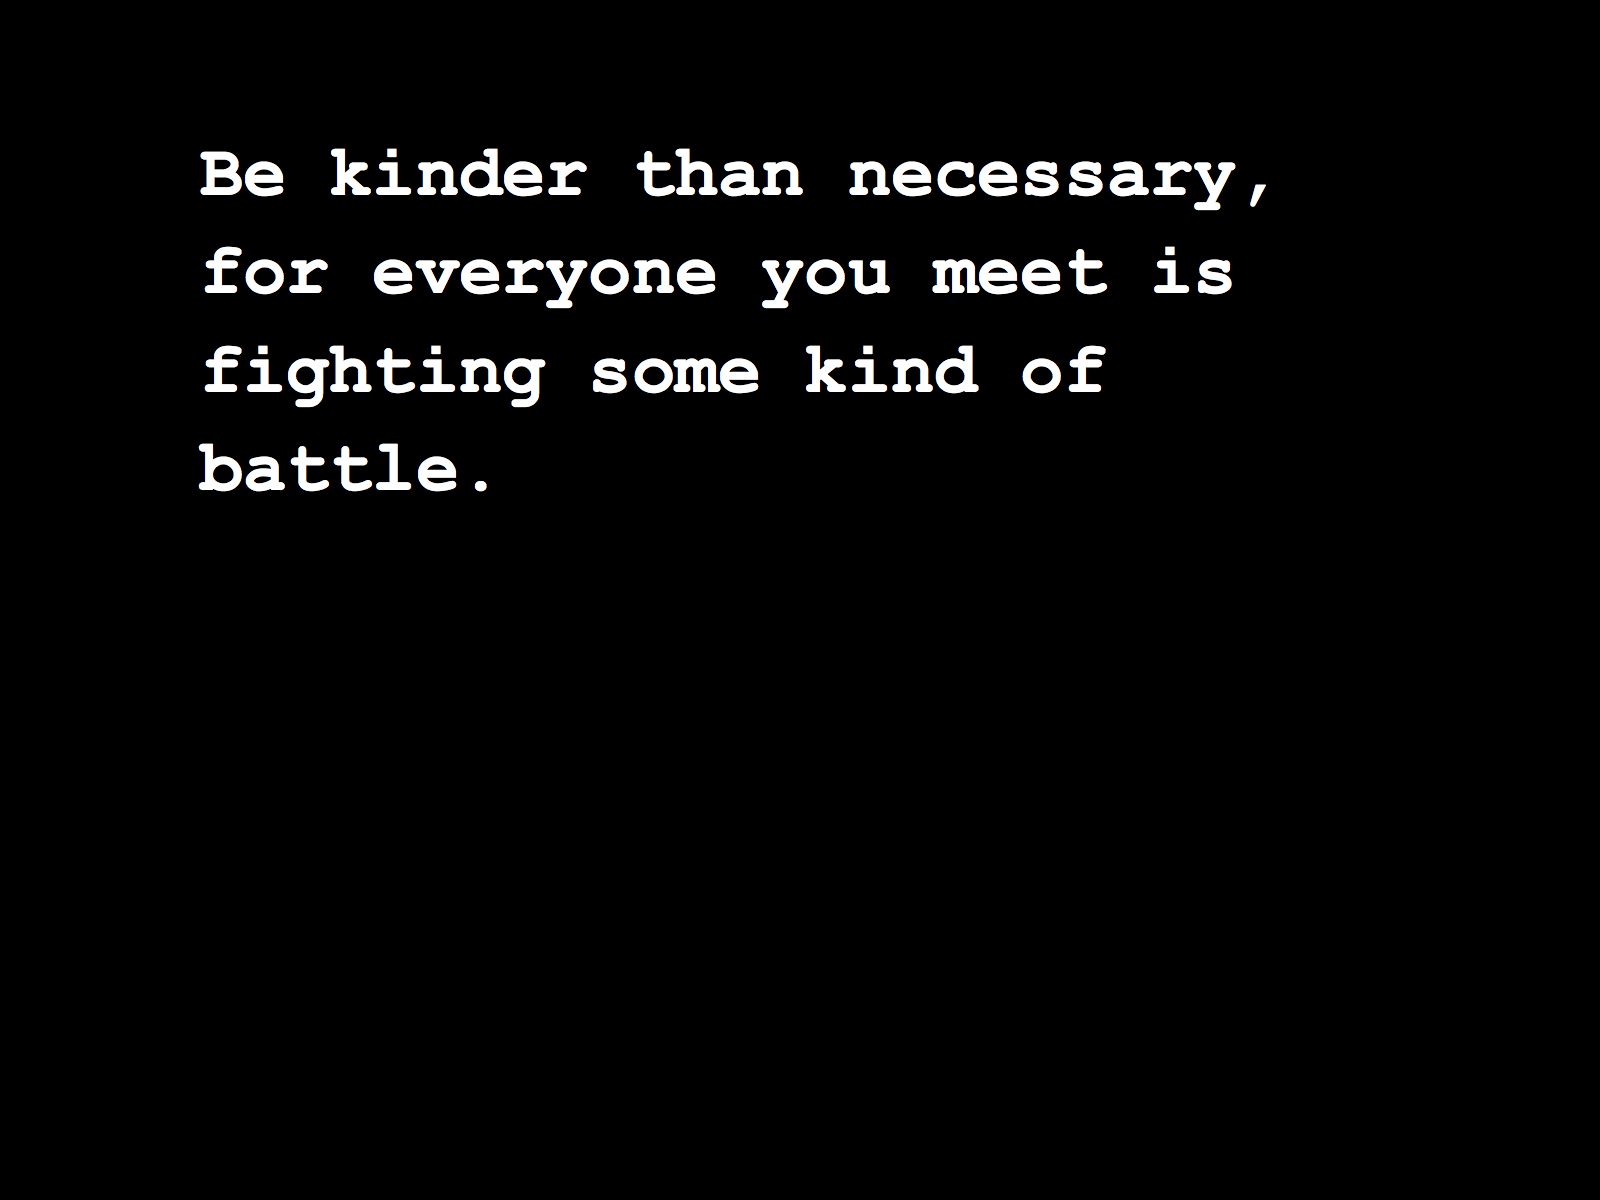 Be kinder than necessary,
for everyone you meet is
fighting some kind of
battle.